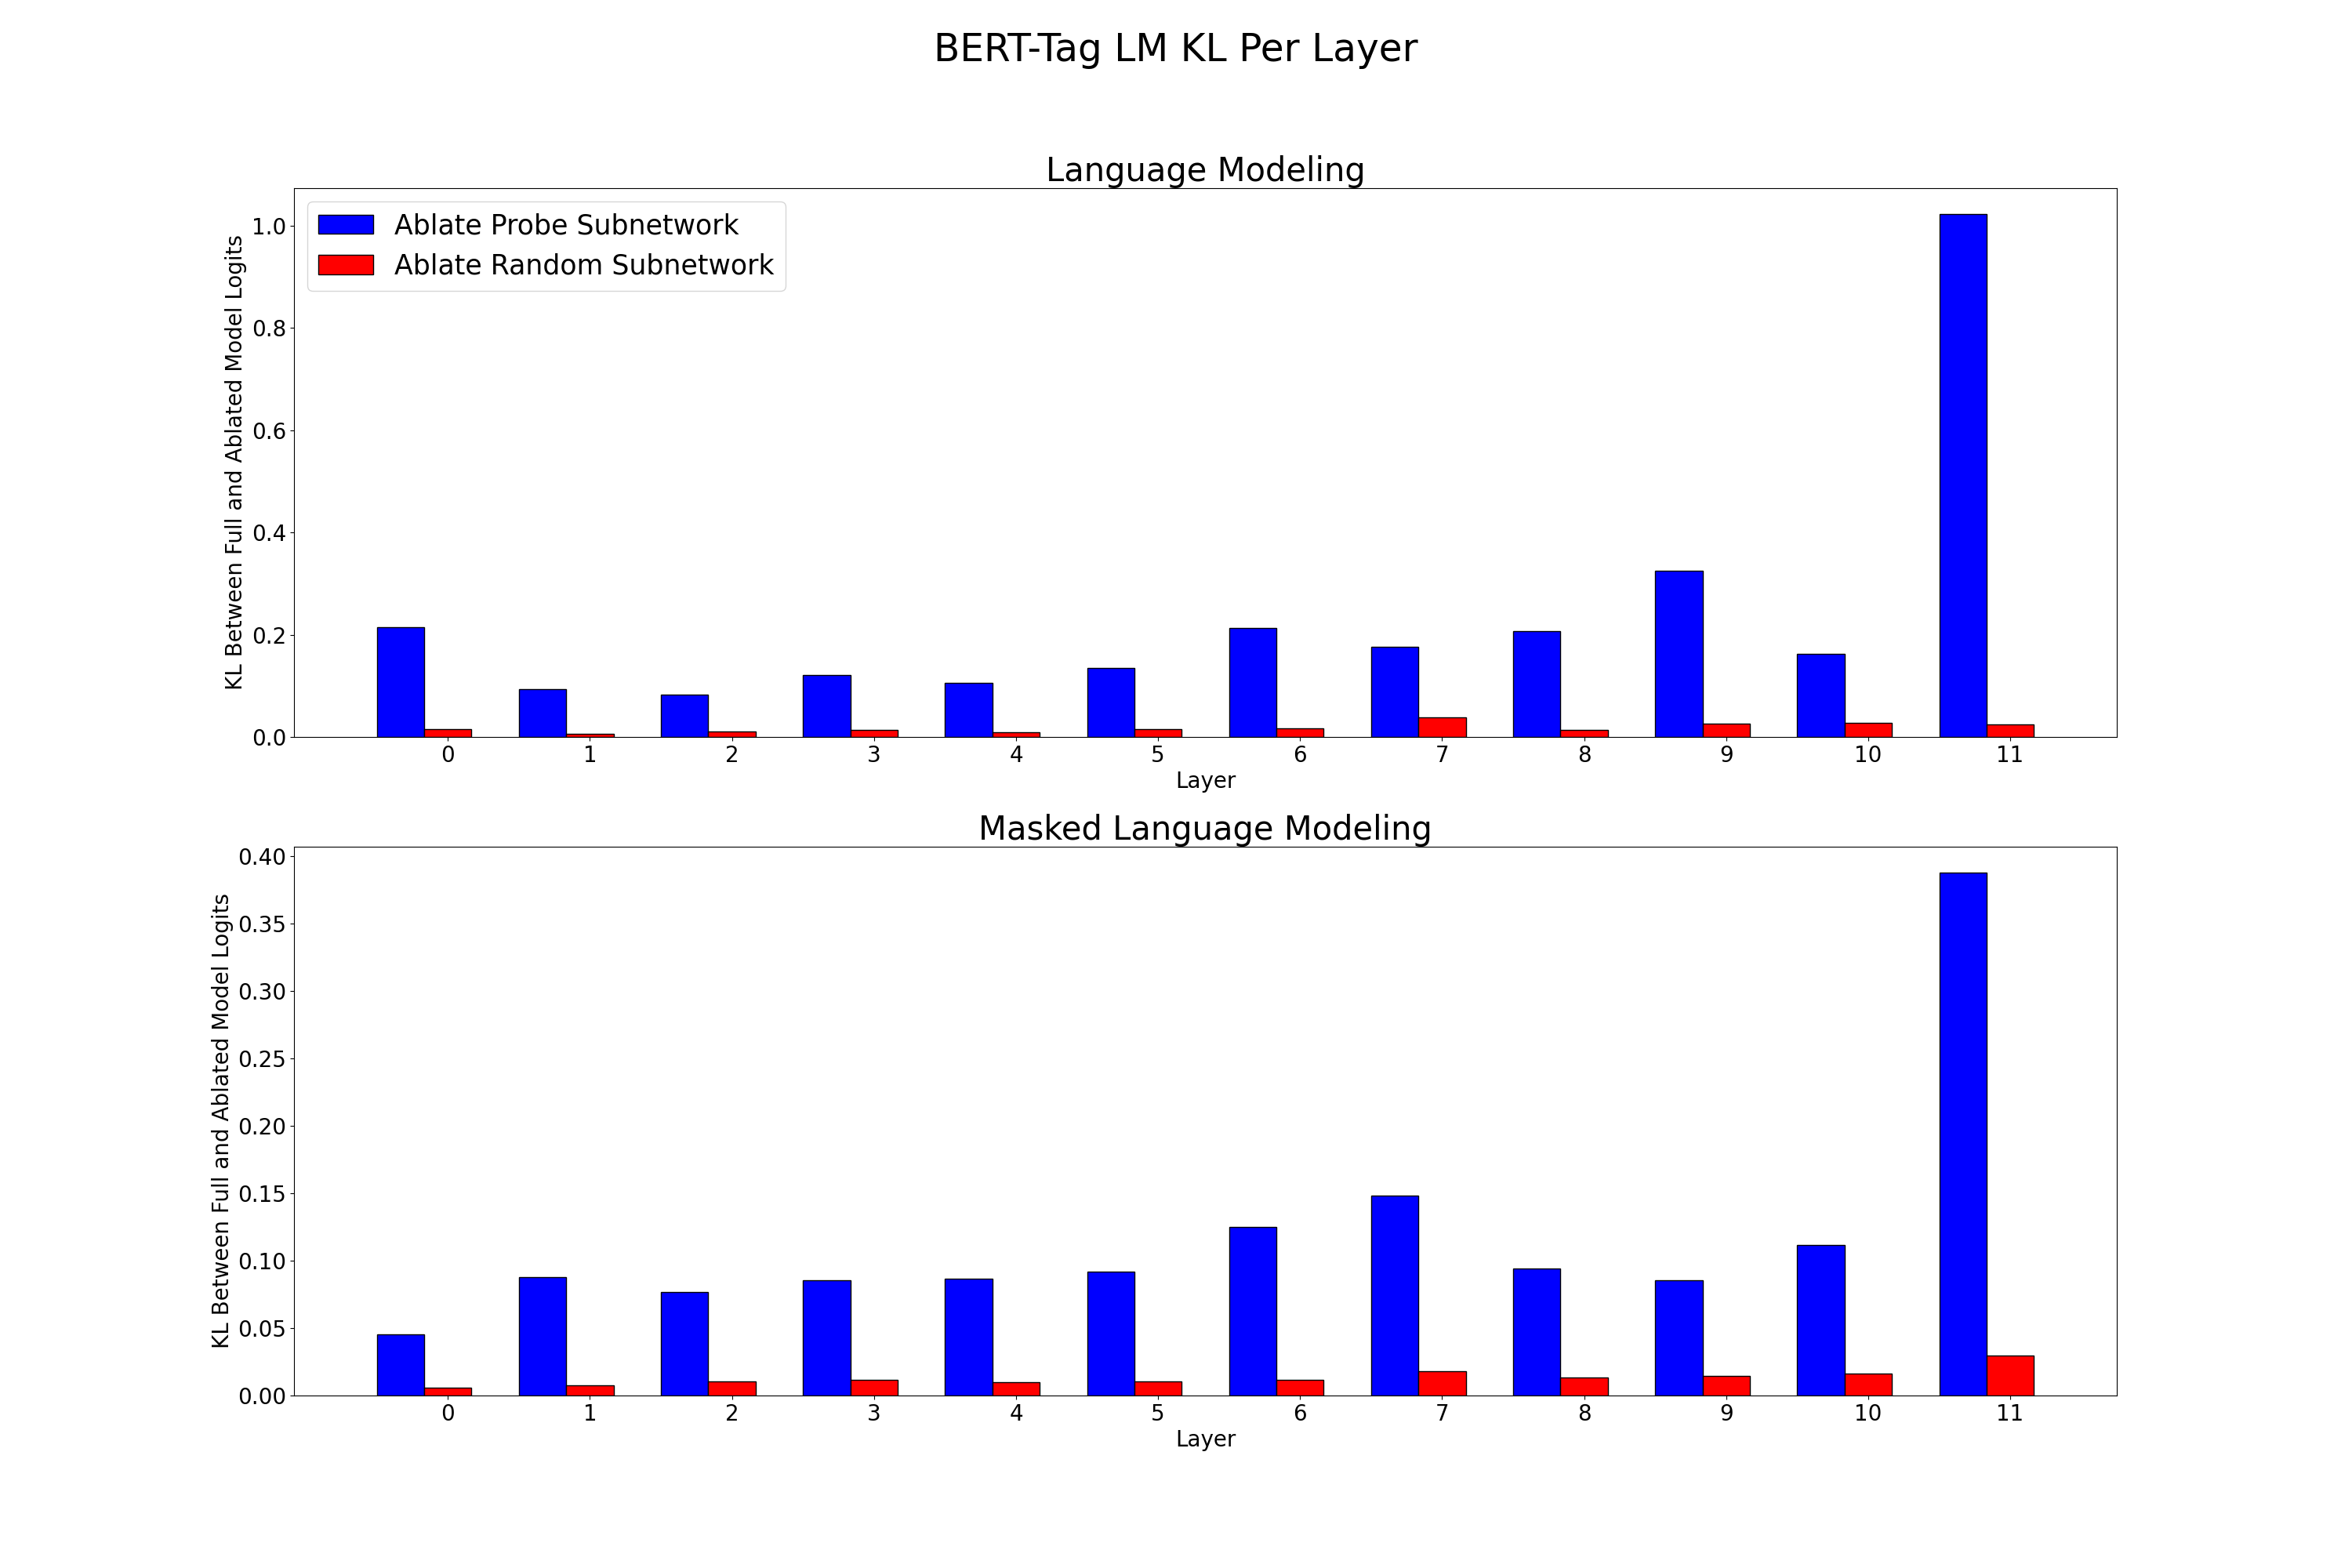 BERT-Tag LM KL Per Layer
Language Modeling
Ablate Probe Subnetwork
Ablate Random Subnetwork
KL Between Full and Ablated Model Logits
1.0
0.8
0.6
0.4
0.2
0.0
0 1 2 3 4 5 6 7 8 9 10 11
Layer
Masked Language Modeling
KL Between Full and Ablated Model Logits
0.40
0.35
0.30
0.25
0.20
0.15
0.10
0.05
0.00
0 1 2 3 4 5 6 7 8 9 10 11
Layer